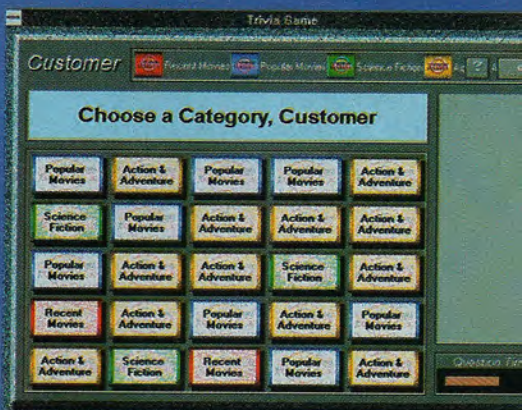 Trivia Game
Customer
Recent Movies
Popular Movies
Science Fiction
?
Choose a Category, Customer
Popular Movies
Action & Adventure
Popular Movies
Popular Movies
Action & Adventure
Science Fiction
Popular Movies
Action & Adventure
Action & Adventure
Action & Adventure
Popular Movies
Action & Adventure
Action & Adventure
Science Fiction
Action & Adventure
Recent Movies
Action & Adventure
Popular Movies
Action & Adventure
Popular Movies
Action & Adventure
Science Fiction
Recent Movies
Popular Movies
Action & Adventure
Question